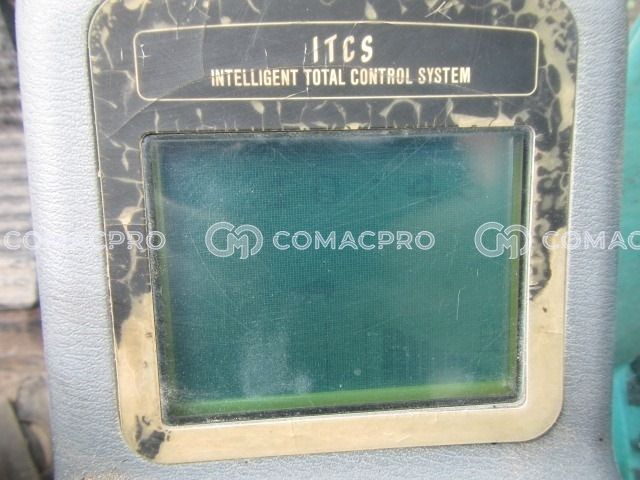 ITCS
INTELLIGENT TOTAL CONTROL SYSTEM
COMACPRO COMACPRO COMACPRO